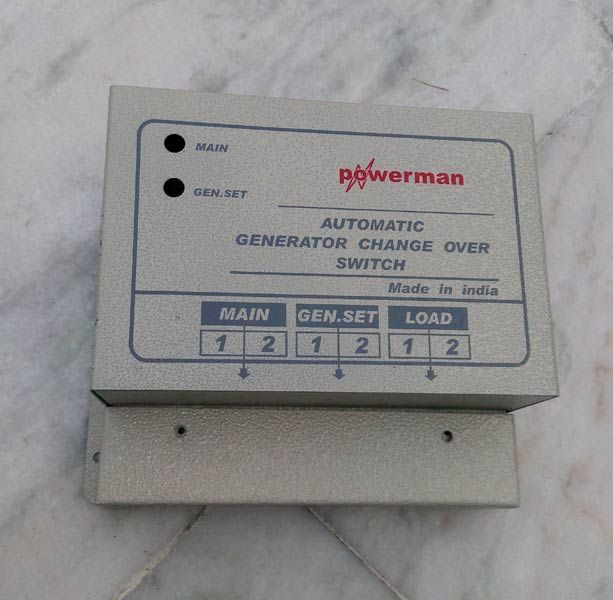 MAIN
GEN.SET
powerman
AUTOMATIC
GENERATOR CHANGE OVER
SWITCH
Made in india
MAIN GEN.SET LOAD
1 2 1 2 1 2